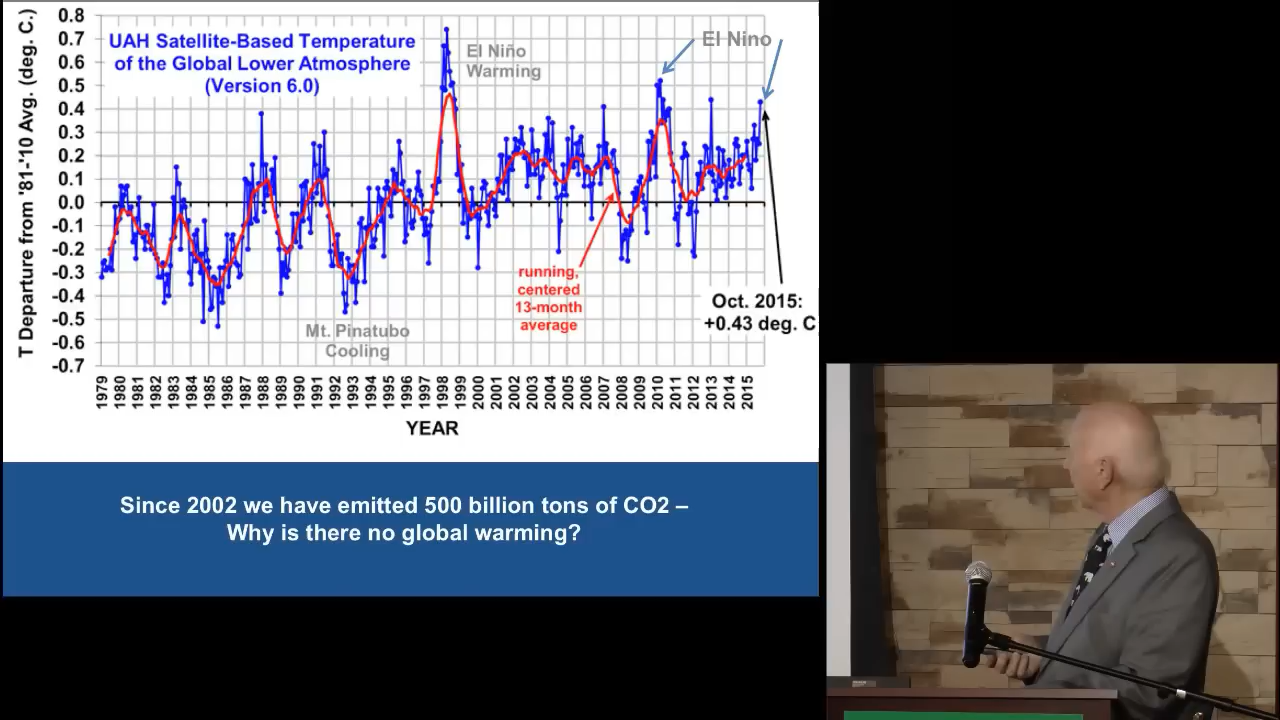 0.8
0.7
0.6
0.5
0.4
0.3
0.2
0.1
0.0
-0.1
-0.2
-0.3
-0.4
-0.5
-0.6
-0.7
T Departure from '81-'10 Avg. (deg. C.)
UAH Satellite-Based Temperature
of the Global Lower Atmosphere
(Version 6.0)
El Niño
Warming
El Nino
running,
centered
13-month
average
Mt. Pinatubo
Cooling
Oct. 2015:
+0.43 deg. C
1979 1980 1981 1982 1983 1984 1985 1986 1987 1988 1989 1990 1991 1992 1993 1994 1995 1996 1997 1998 1999 2000 2001 2002 2003 2004 2005 2006 2007 2008 2009 2010 2011 2012 2013 2014 2015
YEAR
Since 2002 we have emitted 500 billion tons of CO2 –
Why is there no global warming?